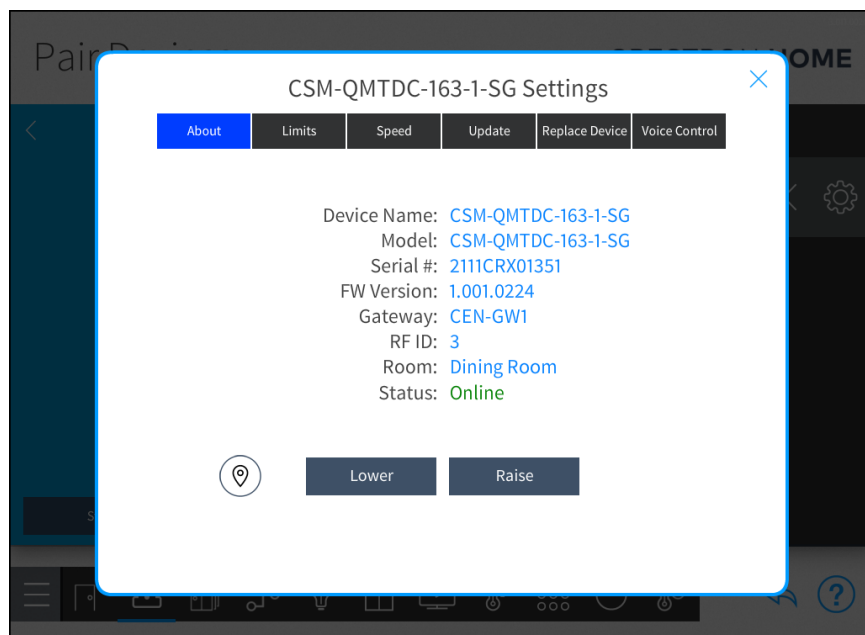 Pair
OME
CSM-QMTDC-163-1-SG Settings
About Limits Speed Update Replace Device Voice Control
Device Name: CSM-QMTDC-163-1-SG
Model: CSM-QMTDC-163-1-SG
Serial #: 2111CRX01351
FW Version: 1.001.0224
Gateway: CEN-GW1
RF ID: 3
Room: Dining Room
Status: Online
Lower Raise
S
?